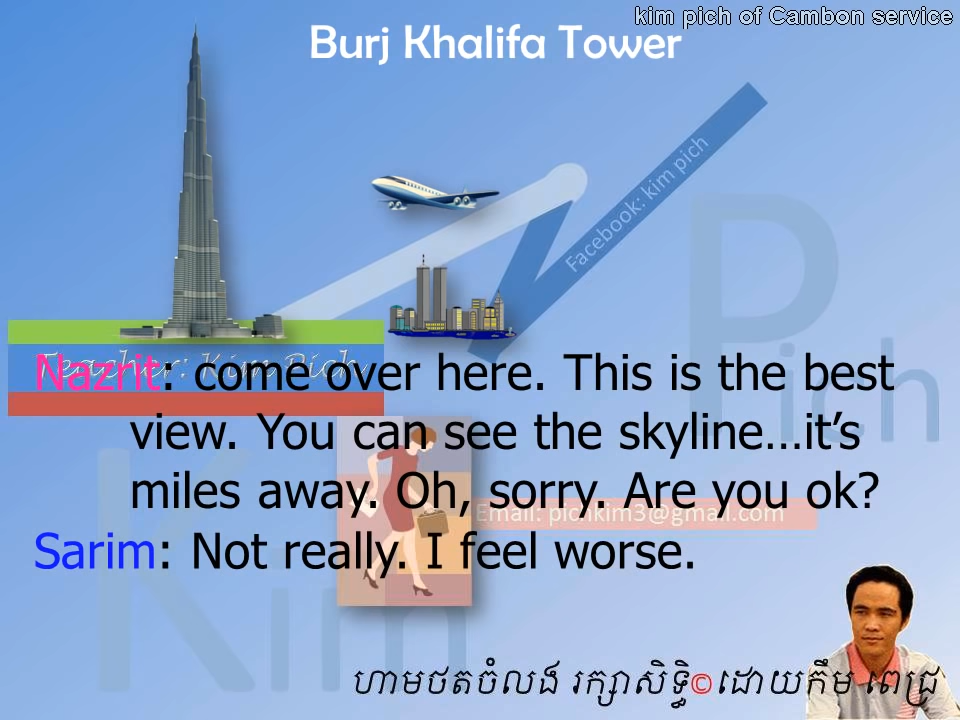 kim pich of Cambon service
Burj Khalifa Tower
Facebook: kim pich
P
ich
Teacher: Kim Pich
Nazrit: come over here. This is the best
view. You can see the skyline…it’s
miles away. Oh, sorry. Are you ok?
Email: pichkim3@gmail.com
Sarim: Not really. I feel worse.
Kim
ហាមថតចំលង រក្សាសិទ្ធិ©ដោយកឹម ពេជ្រ